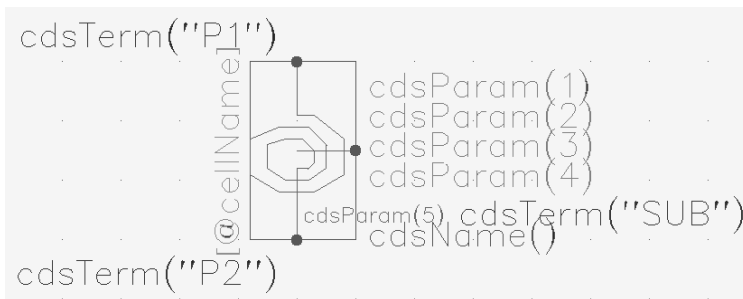 cdsTerm("P1")
[@cellName]
cdsParam(1)
cdsParam(2)
cdsParam(3)
cdsParam(4)
cdsParam(5)
cdsTerm("SUB")
cdsName()
cdsTerm("P2")